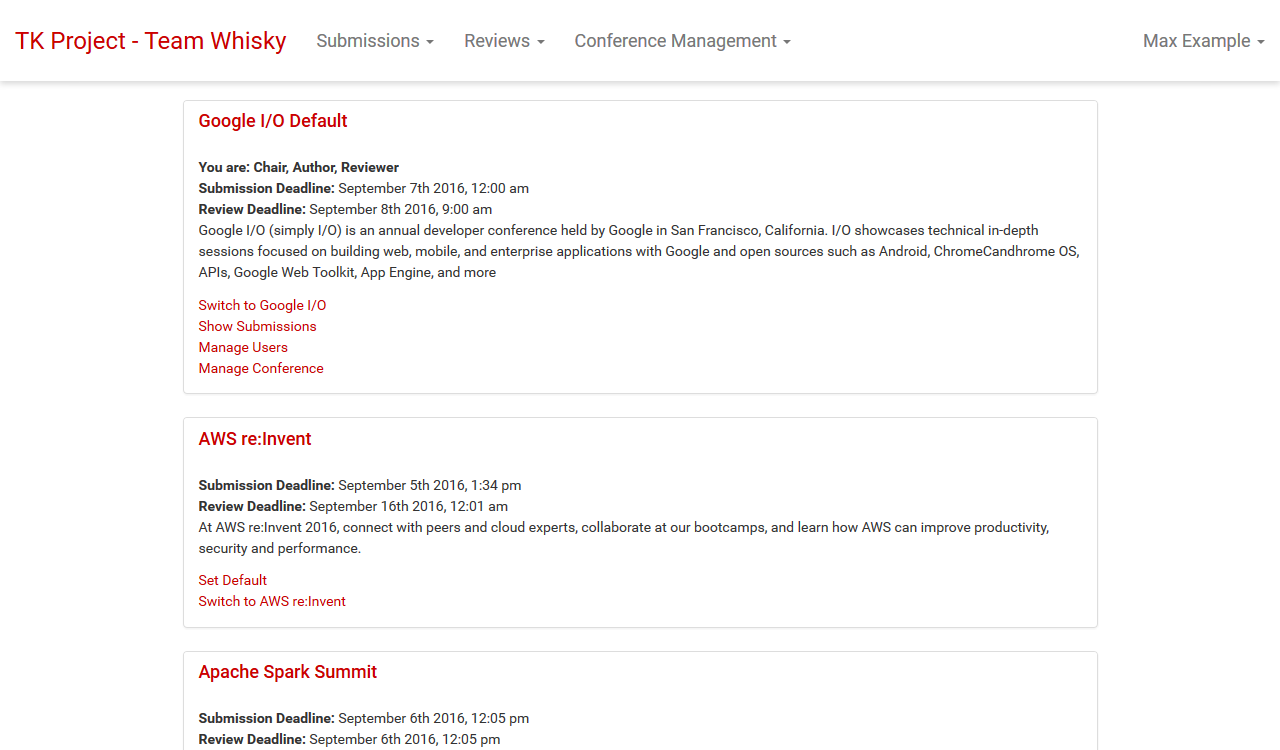 TK Project - Team Whisky Submissions Reviews Conference Management Max Example
Google I/O Default
You are: Chair, Author, Reviewer
Submission Deadline: September 7th 2016, 12:00 am
Review Deadline: September 8th 2016, 9:00 am
Google I/O (simply I/O) is an annual developer conference held by Google in San Francisco, California. I/O showcases technical in-depth
sessions focused on building web, mobile, and enterprise applications with Google and open sources such as Android, ChromeCandhrome OS,
APIs, Google Web Toolkit, App Engine, and more
Switch to Google I/O
Show Submissions
Manage Users
Manage Conference
AWS re:Invent
Submission Deadline: September 5th 2016, 1:34 pm
Review Deadline: September 16th 2016, 12:01 am
At AWS re:Invent 2016, connect with peers and cloud experts, collaborate at our bootcamps, and learn how AWS can improve productivity,
security and performance.
Set Default
Switch to AWS re:Invent
Apache Spark Summit
Submission Deadline: September 6th 2016, 12:05 pm
Review Deadline: September 6th 2016, 12:05 pm